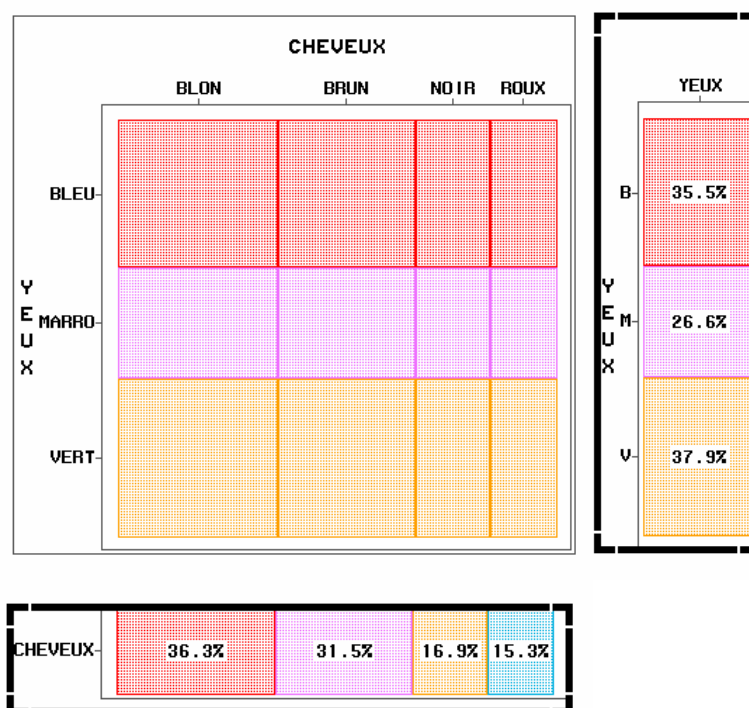 CHEVEUX
BLON BRUN NOIR ROUX
BLEU
MARRO
VERT
YEUX
YEUX
B 35.5%
M 26.6%
V 37.9%
YEUX
CHEVEUX 36.3% 31.5% 16.9% 15.3%